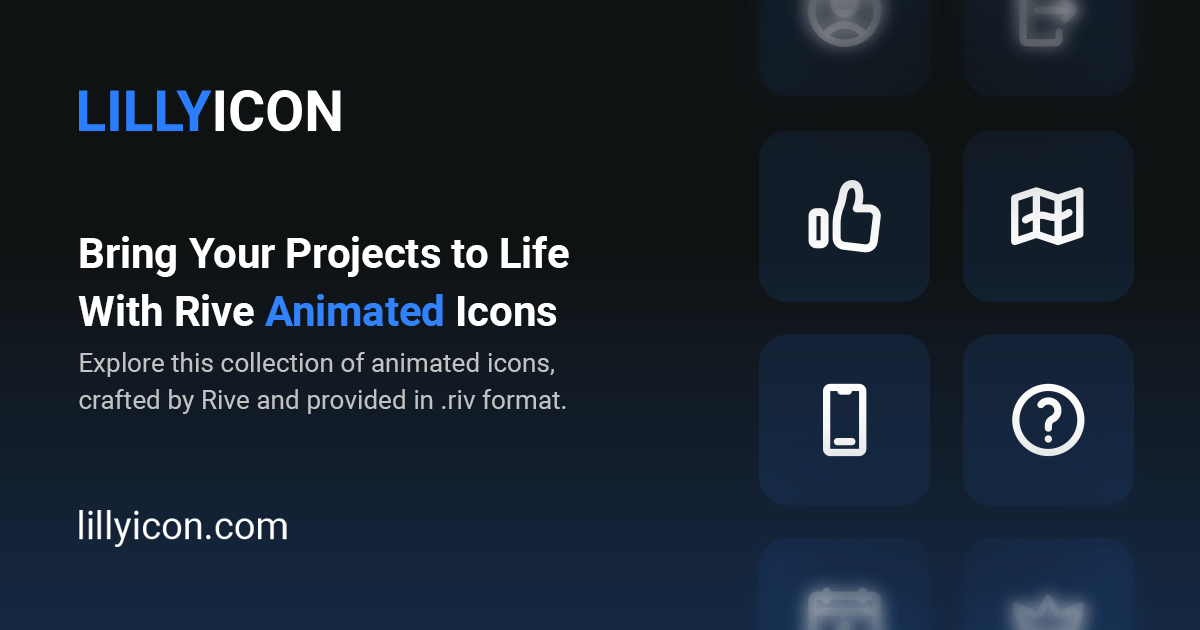 LILLYICON
Bring Your Projects to Life
With Rive Animated Icons
Explore this collection of animated icons,
crafted by Rive and provided in .riv format.
lillyicon.com